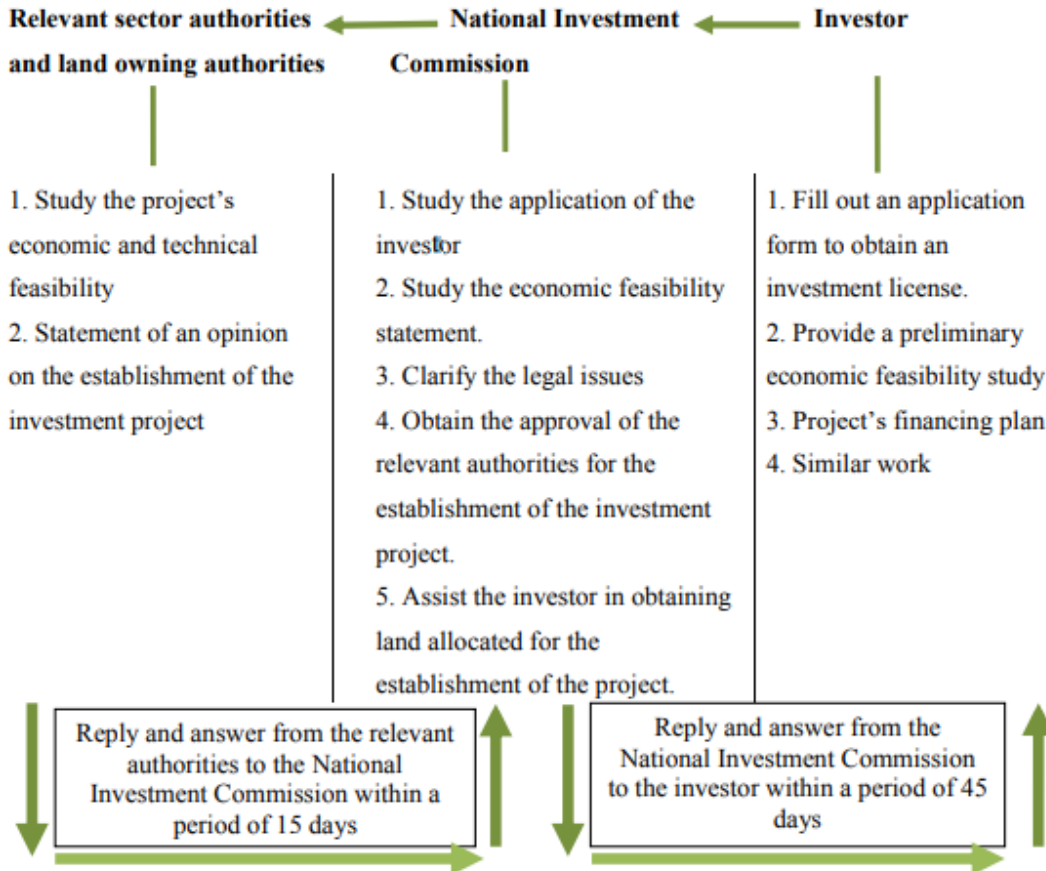 Relevant sector authorities
and land owning authorities
National Investment
Commission
Investor
1. Study the project's
economic and technical
feasibility
2. Statement of an opinion
on the establishment of the
investment project
1. Study the application of the
investor
2. Study the economic feasibility
statement.
3. Clarify the legal issues
4. Obtain the approval of the
relevant authorities for the
establishment of the investment
project.
5. Assist the investor in obtaining
land allocated for the
establishment of the project.
1. Fill out an application
form to obtain an
investment license.
2. Provide a preliminary
economic feasibility study
3. Project's financing plan
4. Similar work
Reply and answer from the relevant
authorities to the National
Investment Commission within a
period of 15 days
Reply and answer from the
National Investment Commission
to the investor within a period of 45
days